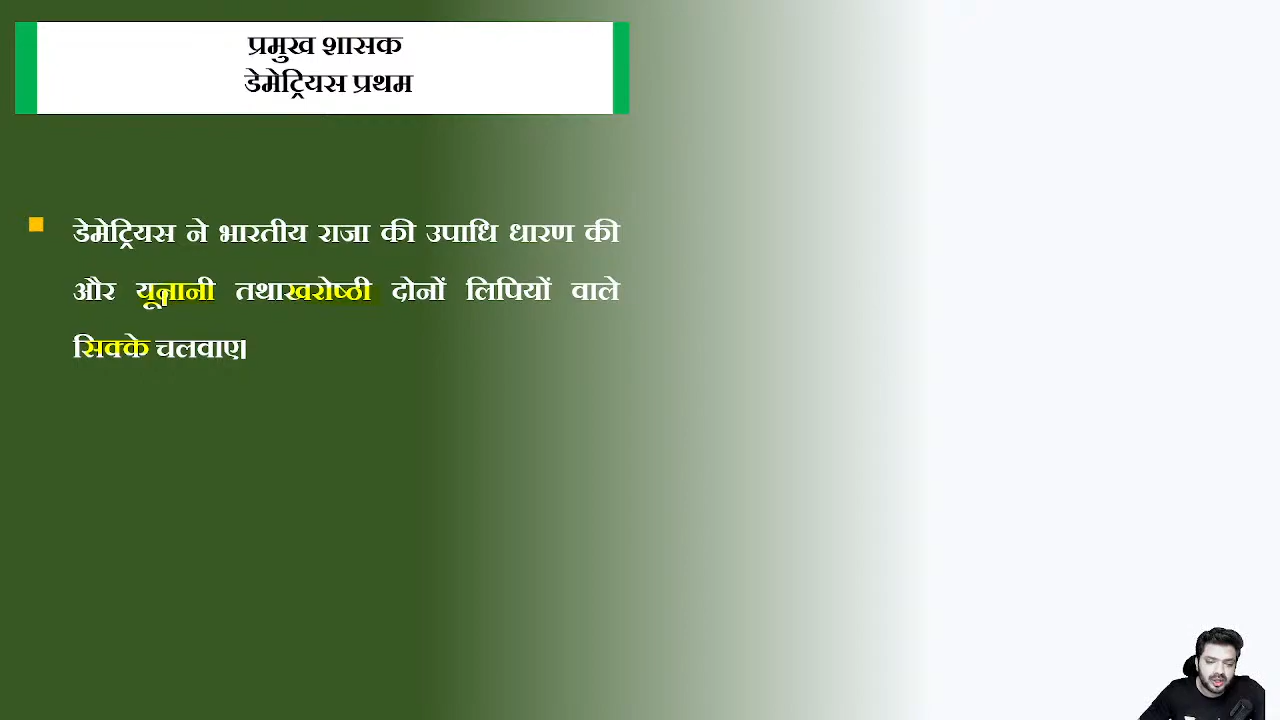 प्रमुख शासक
डेमेट्रियस प्रथम
डेमेट्रियस ने भारतीय राजा की उपाधि धारण की
और यूनानी तथाखरोष्ठी दोनों लिपियों वाले
सिक्के चलवाए।